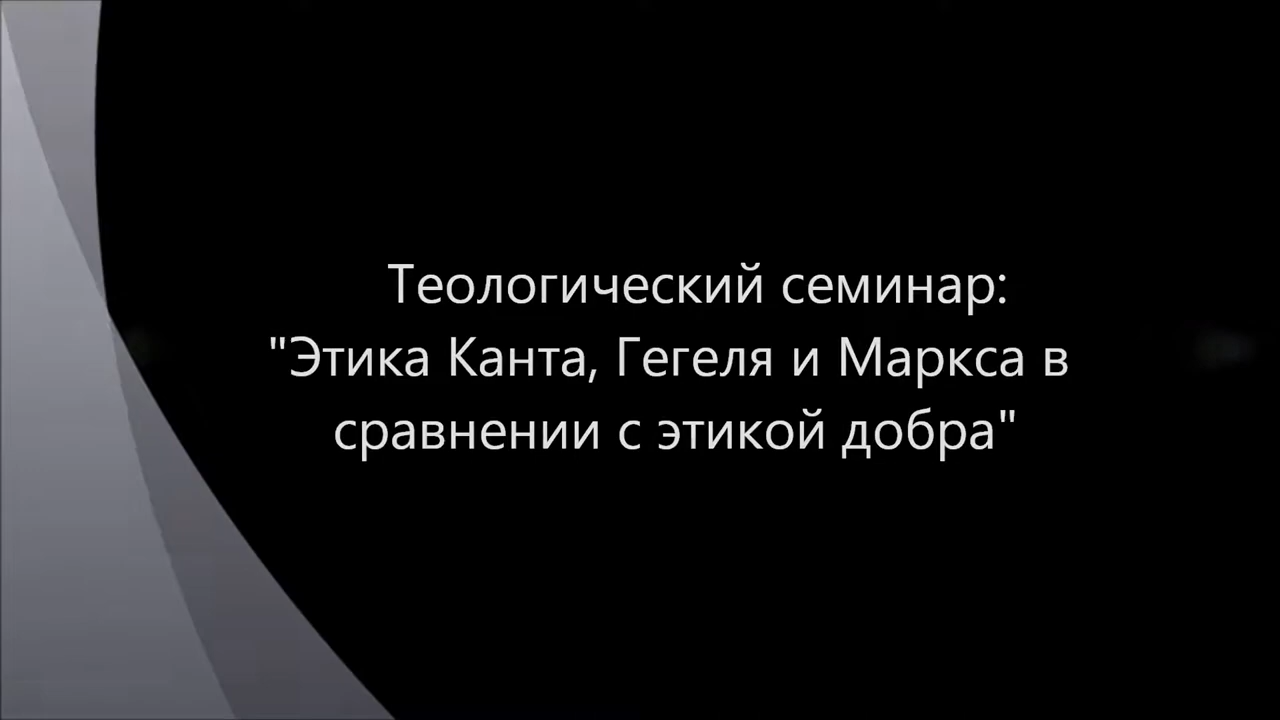 Теологический семинар:
"Этика Канта, Гегеля и Маркса в
сравнении с этикой добра"